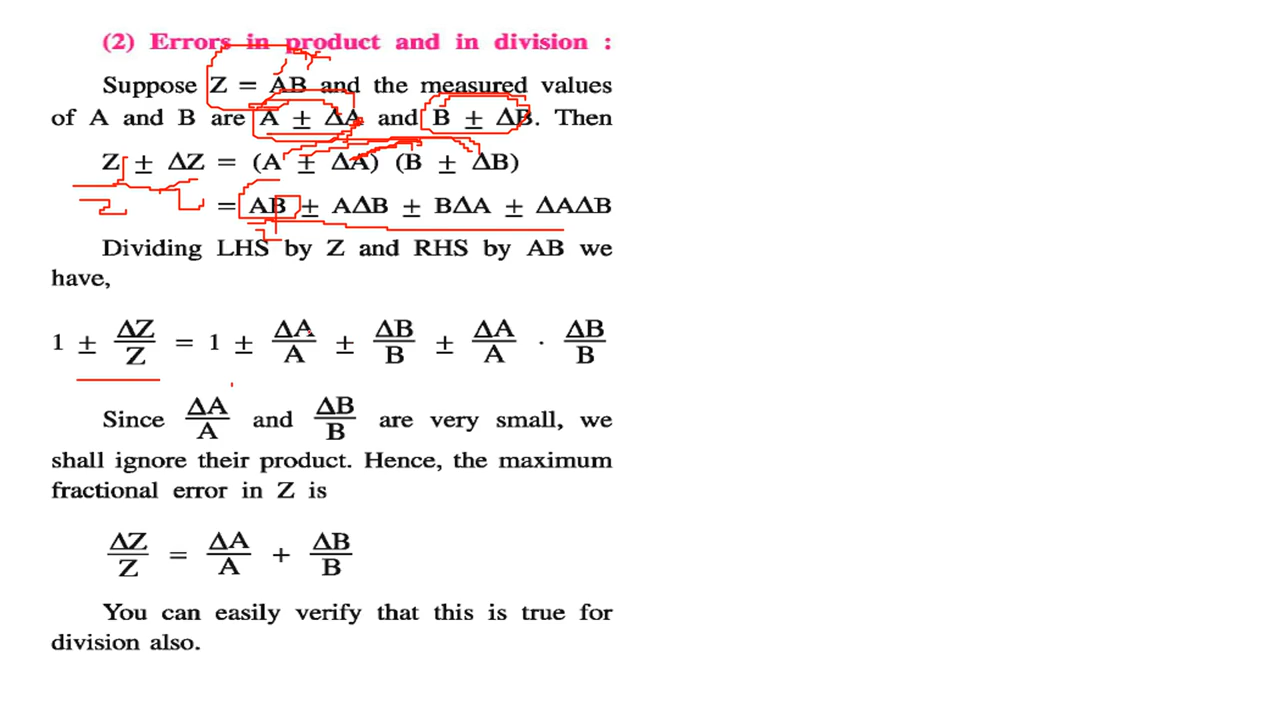 (2) Errors in product and in division :
Suppose Z = AB and the measured values
of A and B are A ± ΔA and B ± ΔB. Then
Z ± ΔZ = (A ± ΔA) (B ± ΔB)
= AB ± AΔB ± BΔA ± ΔAΔB
Dividing LHS by Z and RHS by AB we
have,
1 ± ΔZ/Z = 1 ± ΔA/A ± ΔB/B ± ΔA/A · ΔB/B
Since ΔA/A and ΔB/B are very small, we
shall ignore their product. Hence, the maximum
fractional error in Z is
ΔZ/Z = ΔA/A + ΔB/B
You can easily verify that this is true for
division also.